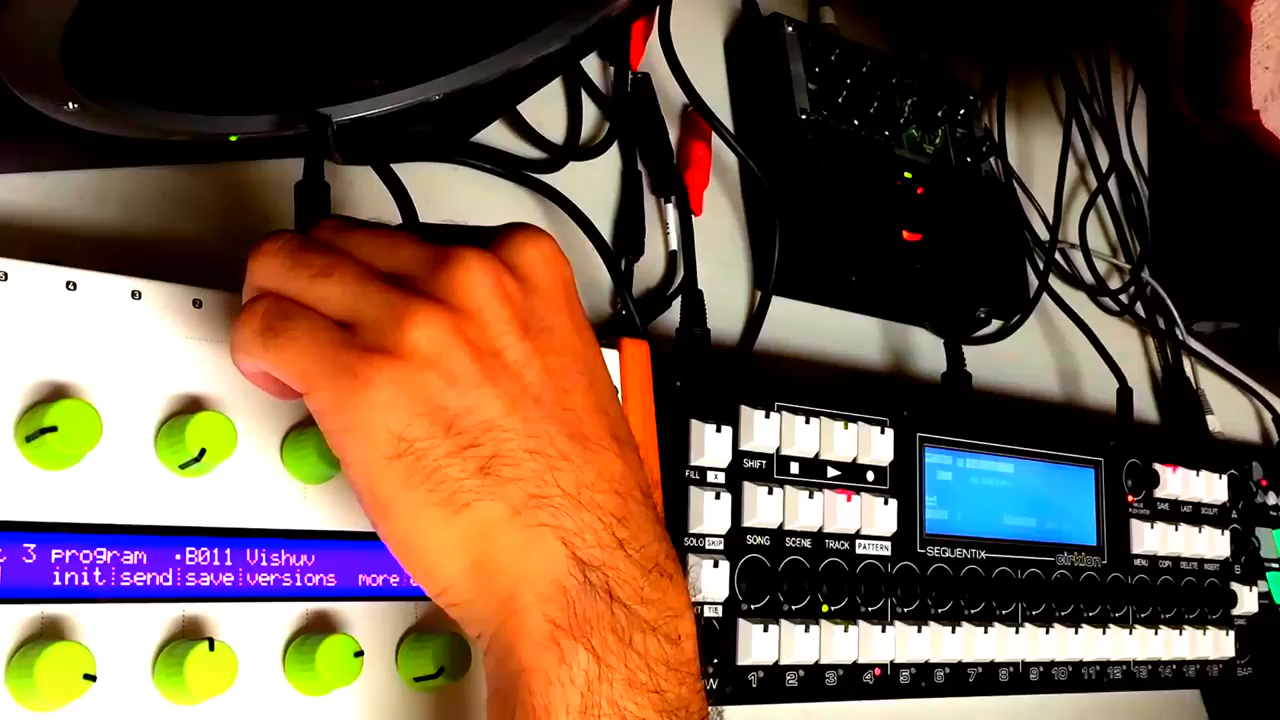 5 4 3 2
3 program •B011 Vishuv
init send save versions more
SHIFT
FILL X
SOLO SKIP
SONG SCENE TRACK PATTERN
SEQUENTIX
cirklon
SAVE LAST SCULPT
MENU COPY DELETE INSERT
1 2 3 4 5 6 7 8 9 10 11 12 13 14 15 16
BAR